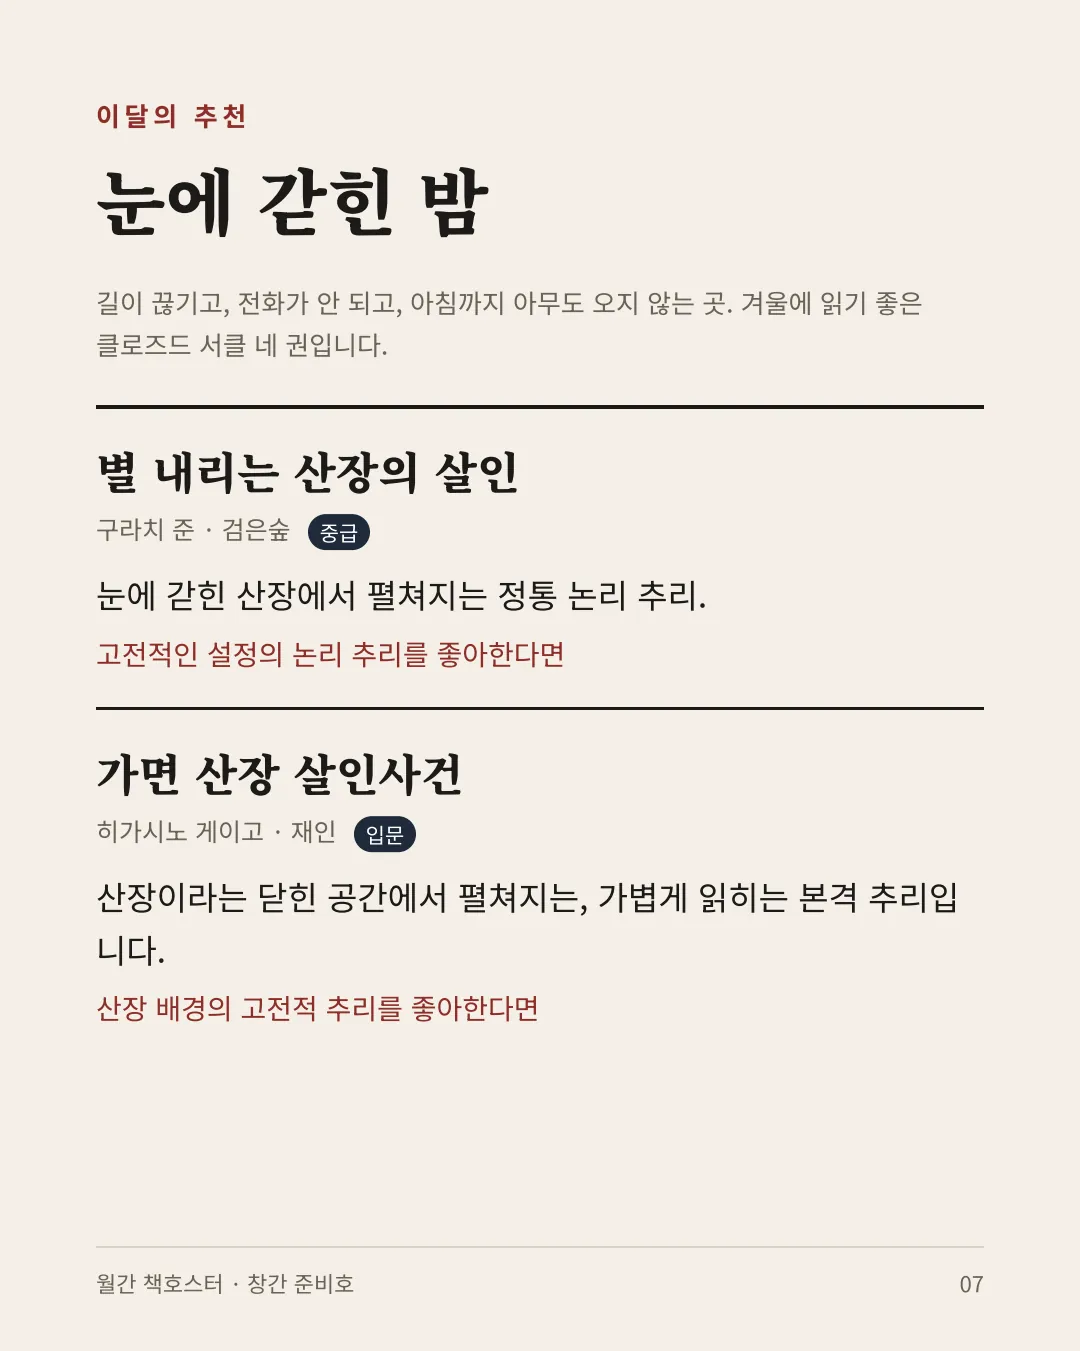 이달의 추천
눈에 갇힌 밤
길이 끊기고, 전화가 안 되고, 아침까지 아무도 오지 않는 곳. 겨울에 읽기 좋은
클로즈드 서클 네 권입니다.
별 내리는 산장의 살인
구라치 준 · 검은숲 중급
눈에 갇힌 산장에서 펼쳐지는 정통 논리 추리.
고전적인 설정의 논리 추리를 좋아한다면
가면 산장 살인사건
히가시노 게이고 · 재인 입문
산장이라는 닫힌 공간에서 펼쳐지는, 가볍게 읽히는 본격 추리입
니다.
산장 배경의 고전적 추리를 좋아한다면
월간 책호스터 · 창간 준비호 07